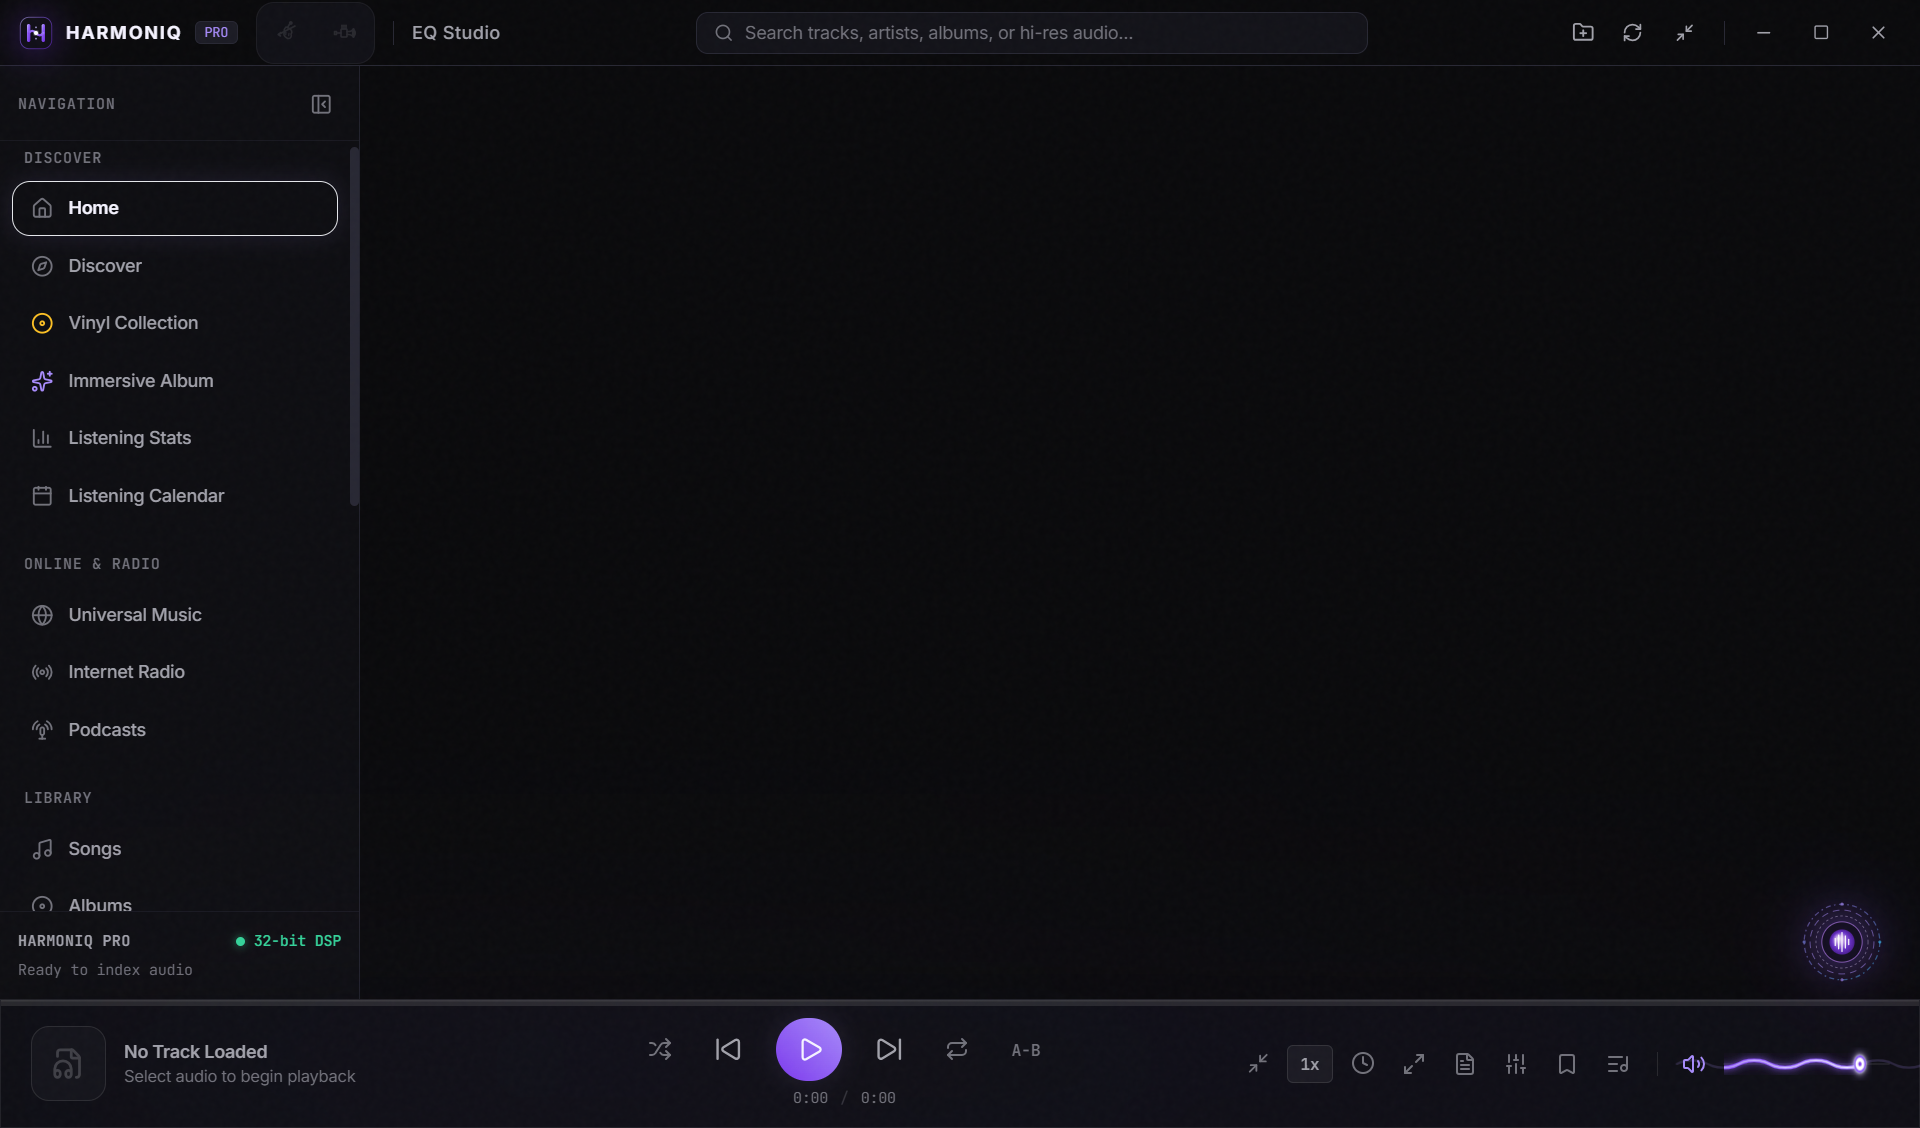 HARMONIQ PRO
EQ Studio
Search tracks, artists, albums, or hi-res audio...
NAVIGATION
DISCOVER
Home
Discover
Vinyl Collection
Immersive Album
Listening Stats
Listening Calendar
ONLINE & RADIO
Universal Music
Internet Radio
Podcasts
LIBRARY
Songs
Albums
HARMONIQ PRO
32-bit DSP
Ready to index audio
No Track Loaded
Select audio to begin playback
A-B
0:00 / 0:00
1x